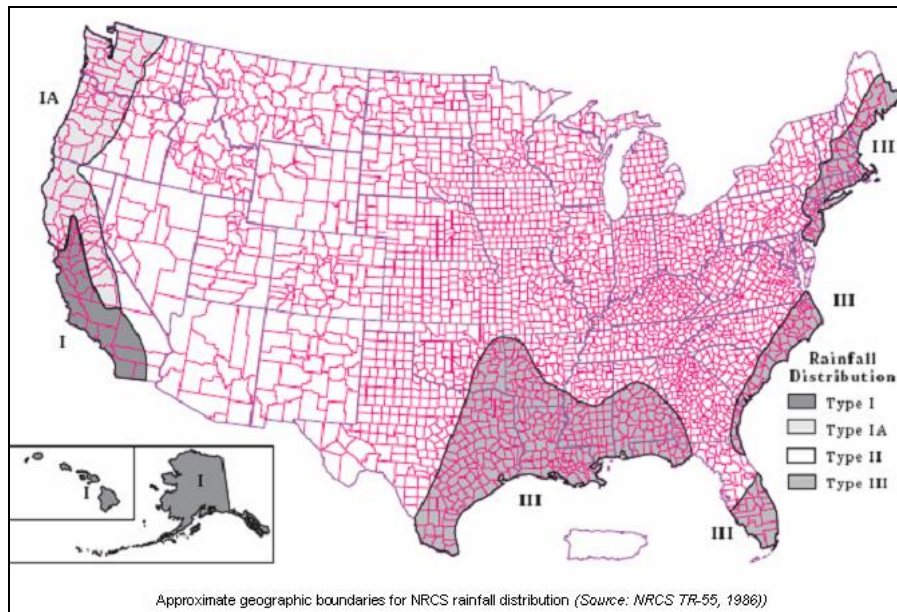 IA
III
III
I
Rainfall
Distribution
Type I
Type IA
Type II
Type III
I
I
III
III
Approximate geographic boundaries for NRCS rainfall distribution (Source: NRCS TR-55, 1986))